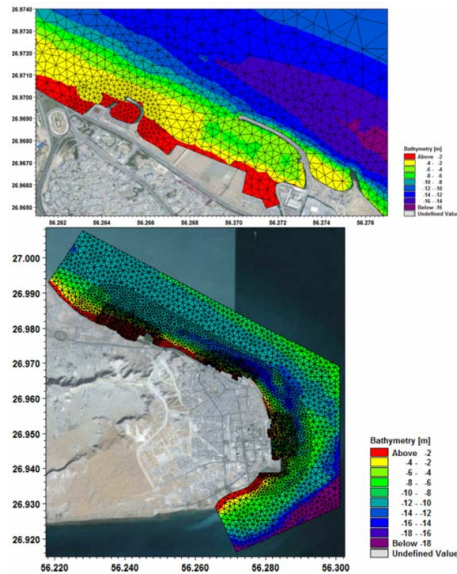 26.9740
26.9730
26.9720
26.9710
26.9700
26.9690
26.9680
26.9670
26.9660
26.9650
56.262 56.264 56.266 56.268 56.270 56.272 56.274 56.276
Bathymetry [m]
Above -2
-4 - -2
-6 - -4
-8 - -6
-10 - -8
-12 - -10
-14 - -12
-16 - -14
Below -16
Undefined Value
27.000
26.990
26.980
26.970
26.960
26.950
26.940
26.930
26.920
56.220 56.240 56.260 56.280 56.300
Bathymetry [m]
Above -2
-4 - -2
-6 - -4
-8 - -6
-10 - -8
-12 - -10
-14 - -12
-16 - -14
-18 - -16
Below -18
Undefined Value